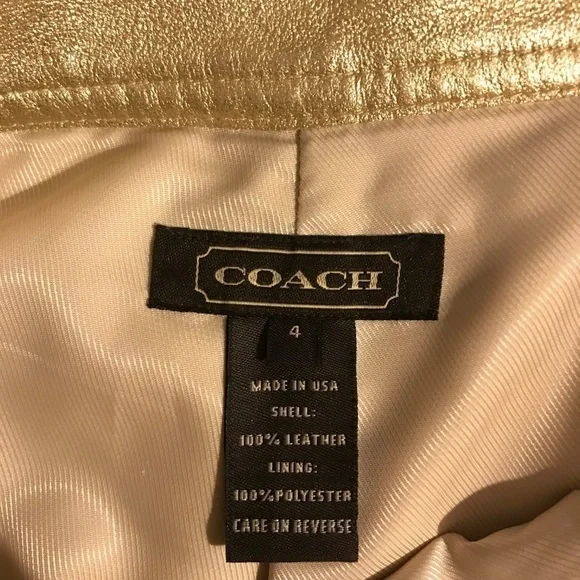 COACH
4
MADE IN USA
SHELL:
100% LEATHER
LINING:
100% POLYESTER
CARE ON REVERSE